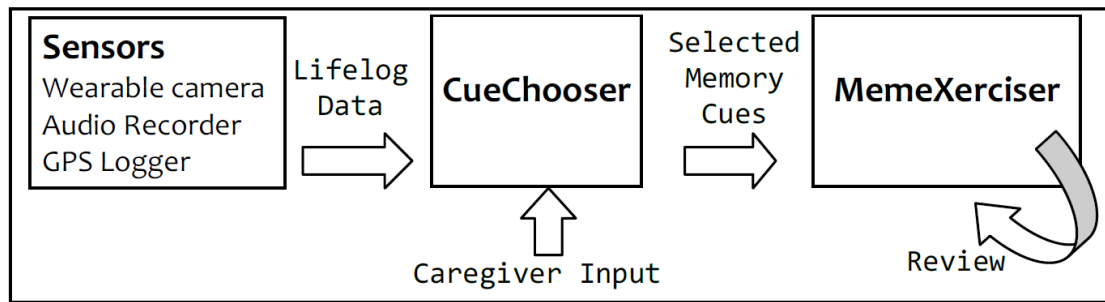 Sensors
Wearable camera
Audio Recorder
GPS Logger
Lifelog
Data
CueChooser
Caregiver Input
Selected
Memory
Cues
MemeXerciser
Review